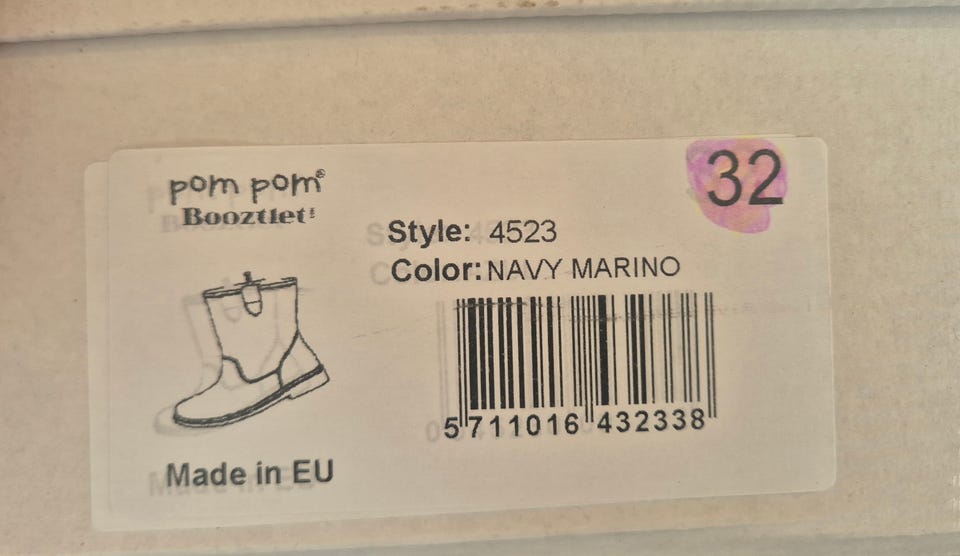 pom pom®
Booztlet!
32
Style: 4523
Color: NAVY MARINO
5 711016 432338
Made in EU